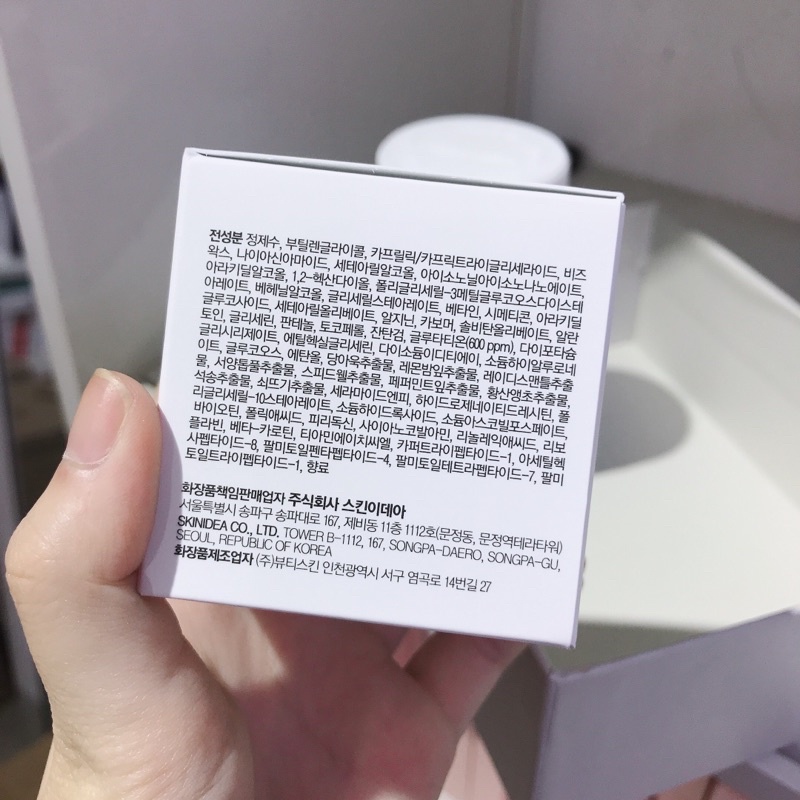 전성분 정제수, 부틸렌글라이콜, 카프릴릭/카프릭트라이글리세라이드, 비즈
왁스, 나이아신아마이드, 세테아릴알코올, 아이소노닐아이소노나노에이트,
아라키딜알코올, 1,2-헥산다이올, 폴리글리세릴-3메틸글루코오스다이스테
아레이트, 베헤닐알코올, 글리세릴스테아레이트, 베타인, 시메티콘, 아라키딜
글루코사이드, 세테아릴올리베이트, 알지닌, 카보머, 솔비탄올리베이트, 알란
토인, 글리세린, 판테놀, 토코페롤, 잔탄검, 글루타티온(600 ppm), 다이포타슘
글리시리제이트, 에틸헥실글리세린, 다이소듐이디티에이, 소듐하이알루로네
이트, 글루코오스, 에탄올, 당아욱추출물, 레몬밤잎추출물, 레이디스맨틀추출
물, 서양톱풀추출물, 스피드웰추출물, 페퍼민트잎추출물, 황산앵초추출물,
석송추출물, 쇠뜨기추출물, 세라마이드엔피, 하이드로제네이티드레시틴, 폴
리글리세릴-10스테아레이트, 소듐하이드록사이드, 소듐아스코빌포스페이트,
바이오틴, 폴릭애씨드, 피리독신, 사이아노코발아민, 리놀레익애씨드, 리보
플라빈, 베타-카로틴, 티아민에이치씨엘, 카퍼트라이펩타이드-1, 아세틸헥
사펩타이드-8, 팔미토일펜타펩타이드-4, 팔미토일테트라펩타이드-7, 팔미
토일트라이펩타이드-1, 향료
화장품책임판매업자 주식회사 스킨이데아
서울특별시 송파구 송파대로 167, 제비동 11층 1112호(문정동, 문정역테라타워)
SKINIDEA CO., LTD. TOWER B-1112, 167, SONGPA-DAERO, SONGPA-GU,
SEOUL, REPUBLIC OF KOREA
화장품제조업자 (주)뷰티스킨 인천광역시 서구 염곡로 14번길 27